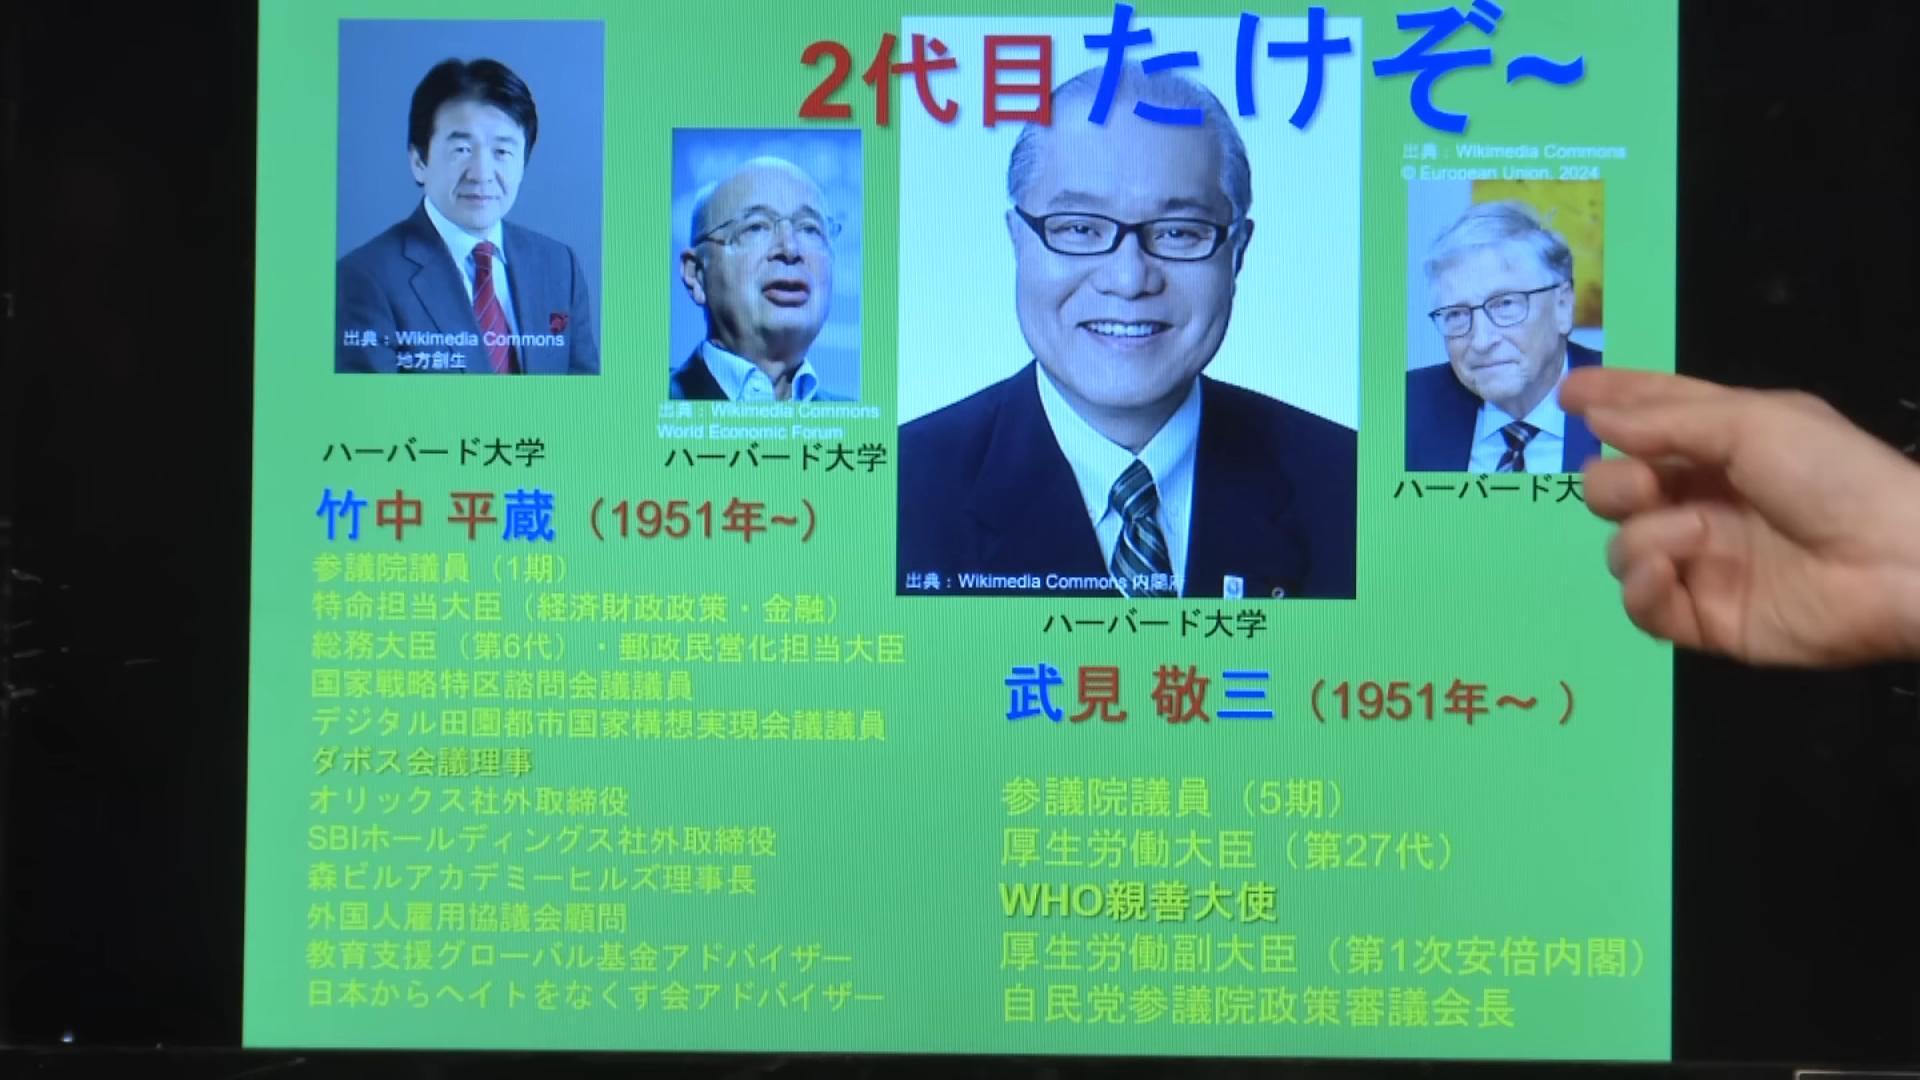 2代目たけぞ~
出典：Wikimedia Commons
© European Union, 2024
出典：Wikimedia Commons
地方創生
出典：Wikimedia Commons
World Economic Forum
ハーバード大学
ハーバード大学
ハーバード大
竹中 平蔵（1951年~）
参議院議員（1期）
特命担当大臣（経済財政政策・金融）
総務大臣（第6代）・郵政民営化担当大臣
国家戦略特区諮問会議議員
デジタル田園都市国家構想実現会議議員
ダボス会議理事
オリックス社外取締役
SBIホールディングス社外取締役
森ビルアカデミーヒルズ理事長
外国人雇用協議会顧問
教育支援グローバル基金アドバイザー
日本からヘイトをなくす会アドバイザー
出典：Wikimedia Commons 内閣府
ハーバード大学
武見 敬三（1951年～ ）
参議院議員（5期）
厚生労働大臣（第27代）
WHO親善大使
厚生労働副大臣（第1次安倍内閣）
自民党参議院政策審議会長